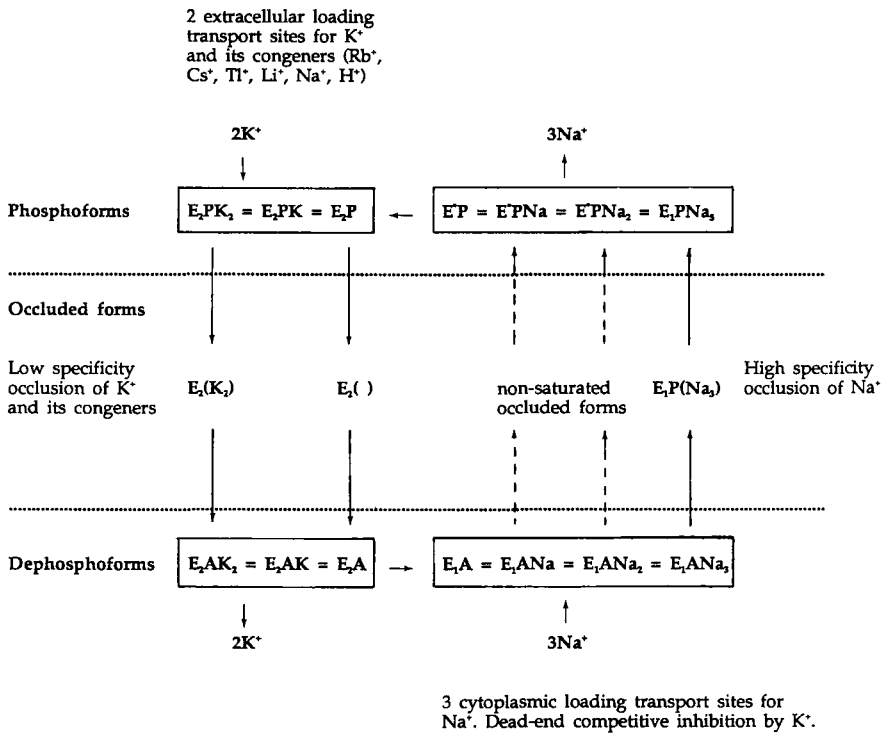 2 extracellular loading
transport sites for K⁺
and its congeners (Rb⁺,
Cs⁺, Tl⁺, Li⁺, Na⁺, H⁺)
2K⁺ 3Na⁺
Phosphoforms E₂PK₂ = E₂PK = E₂P E*P = E*PNa = E*PNa₂ = E₁PNa₃
Occluded forms
Low specificity
occlusion of K⁺
and its congeners
E₂(K₂) E₂( )
non-saturated
occluded forms
E₁P(Na₃)
High specificity
occlusion of Na⁺
Dephosphoforms E₂AK₂ = E₂AK = E₂A E₁A = E₁ANa = E₁ANa₂ = E₁ANa₃
2K⁺ 3Na⁺
3 cytoplasmic loading transport sites for
Na⁺. Dead-end competitive inhibition by K⁺.